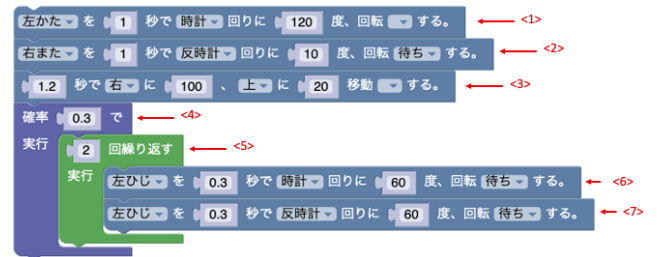 左かた を 1 秒で 時計 回りに 120 度、回転 する。 <1>
右また を 1 秒で 反時計 回りに 10 度、回転 待ち する。 <2>
1.2 秒で 右 に 100 、 上 に 20 移動 する。 <3>
確率 0.3 で <4>
実行 2 回繰り返す <5>
実行 左ひじ を 0.3 秒で 時計 回りに 60 度、回転 待ち する。 <6>
左ひじ を 0.3 秒で 反時計 回りに 60 度、回転 待ち する。 <7>